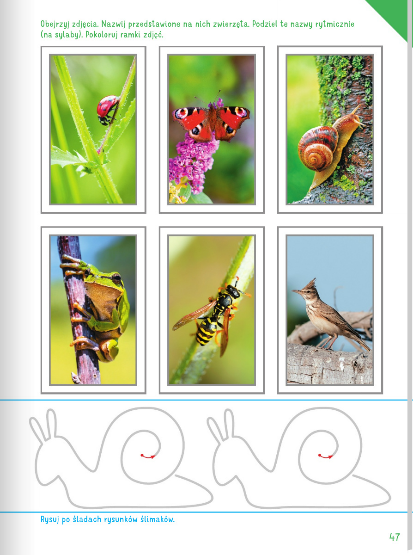 Obejrzyj zdjęcia. Nazwij przedstawione na nich zwierzęta. Podziel te nazwy rytmicznie
(na sylaby). Pokoloruj ramki zdjęć.
Rysuj po śladach rysunków ślimaków.
47